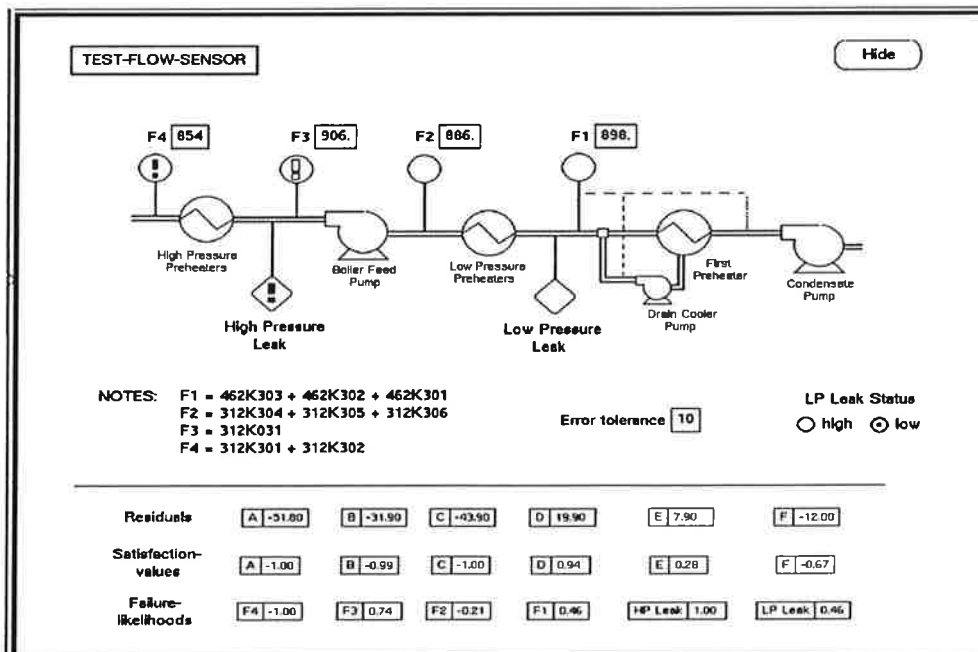 TEST-FLOW-SENSOR
Hide
F4 854
F3 906.
F2 886.
F1 898.
High Pressure
Preheaters
Boiler Feed
Pump
Low Pressure
Preheaters
First
Preheater
Condensate
Pump
Drain Cooler
Pump
High Pressure
Leak
Low Pressure
Leak
NOTES: F1 = 462K303 + 462K302 + 462K301
F2 = 312K304 + 312K305 + 312K306
F3 = 312K031
F4 = 312K301 + 312K302
Error tolerance 10
LP Leak Status
high low
Residuals A -51.80 B -31.90 C -43.90 D 19.90 E 7.90 F -12.00
Satisfaction-
values A -1.00 B -0.99 C -1.00 D 0.94 E 0.28 F -0.67
Failure-
likelihoods F4 -1.00 F3 0.74 F2 -0.21 F1 0.46 HP Leak 1.00 LP Leak 0.46